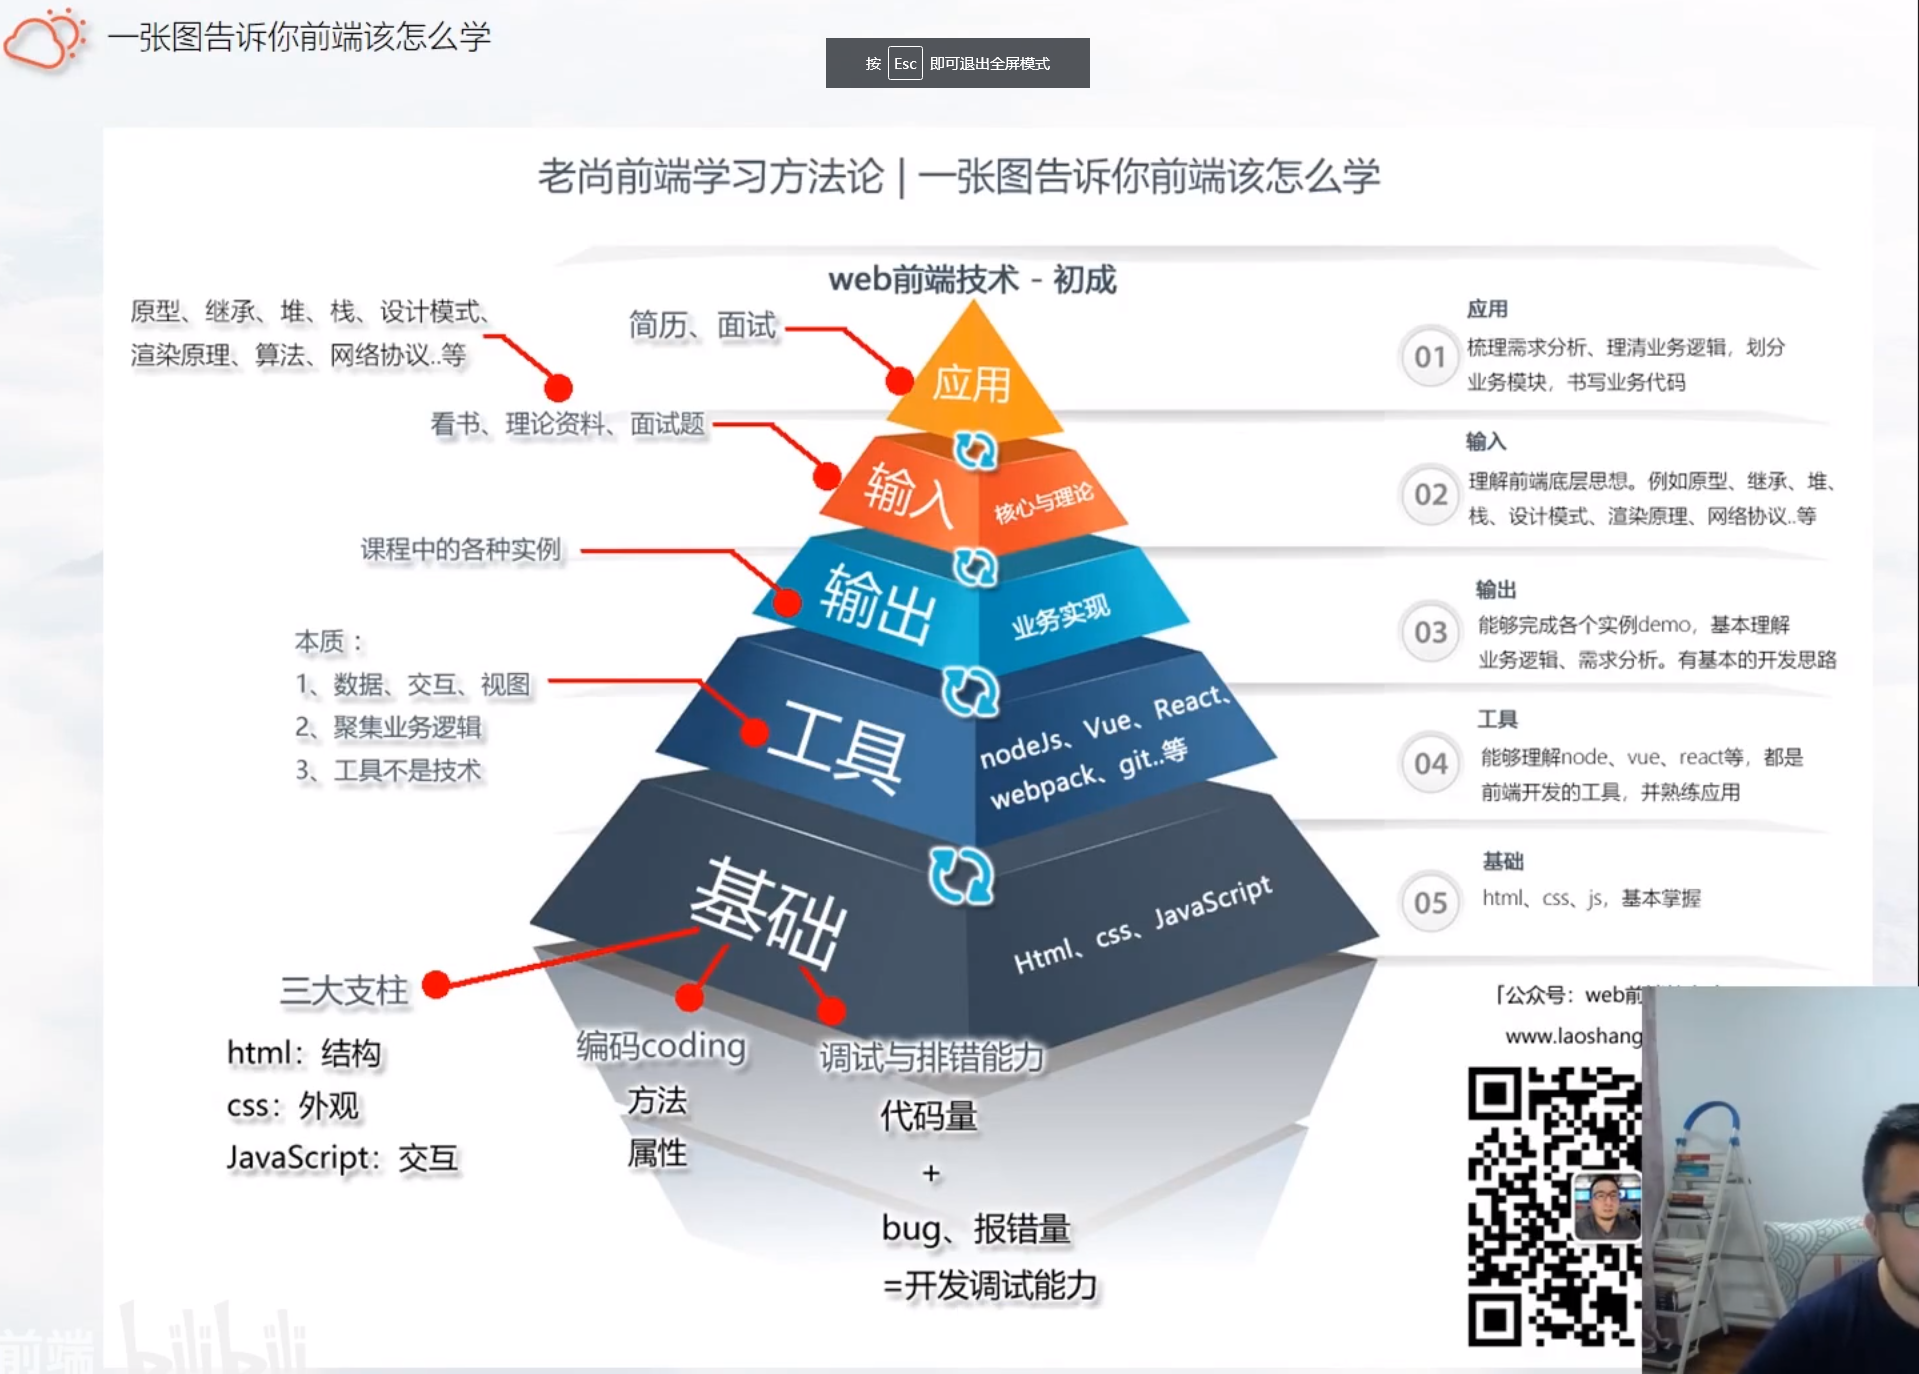 一张图告诉你前端该怎么学
按 Esc 即可退出全屏模式
老尚前端学习方法论 | 一张图告诉你前端该怎么学
web前端技术 - 初成
原型、继承、堆、栈、设计模式、
渲染原理、算法、网络协议..等
简历、面试
看书、理论资料、面试题
课程中的各种实例
本质：
1、数据、交互、视图
2、聚集业务逻辑
3、工具不是技术
应用
输入
核心与理论
输出
业务实现
工具
nodeJs、Vue、React、
webpack、git..等
基础
Html、css、JavaScript
01
应用
梳理需求分析、理清业务逻辑，划分
业务模块，书写业务代码
02
输入
理解前端底层思想。例如原型、继承、堆、
栈、设计模式、渲染原理、网络协议..等
03
输出
能够完成各个实例demo，基本理解
业务逻辑、需求分析。有基本的开发思路
04
工具
能够理解node、vue、react等，都是
前端开发的工具，并熟练应用
05
基础
html、css、js，基本掌握
三大支柱
html：结构
css：外观
JavaScript：交互
编码coding
方法
属性
调试与排错能力
代码量
+
bug、报错量
=开发调试能力
「公众号：web前
www.laoshang
前端
bilibili